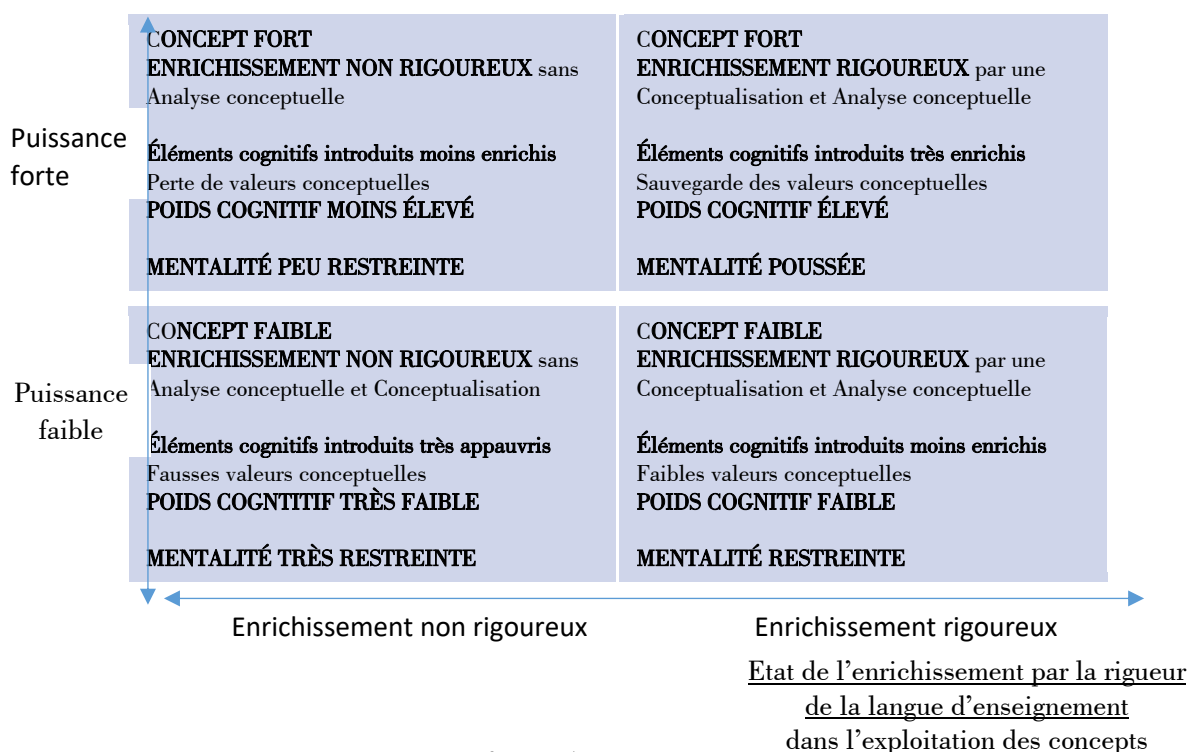 CONCEPT FORT
ENRICHISSEMENT NON RIGOUREUX sans
Analyse conceptuelle
Éléments cognitifs introduits moins enrichis
Perte de valeurs conceptuelles
POIDS COGNITIF MOINS ÉLEVÉ
MENTALITÉ PEU RESTREINTE
CONCEPT FORT
ENRICHISSEMENT RIGOUREUX par une
Conceptualisation et Analyse conceptuelle
Éléments cognitifs introduits très enrichis
Sauvegarde des valeurs conceptuelles
POIDS COGNITIF ÉLEVÉ
MENTALITÉ POUSSÉE
Puissance
forte
CONCEPT FAIBLE
ENRICHISSEMENT NON RIGOUREUX sans
Analyse conceptuelle et Conceptualisation
Éléments cognitifs introduits très appauvris
Fausses valeurs conceptuelles
POIDS COGNTITIF TRÈS FAIBLE
MENTALITÉ TRÈS RESTREINTE
CONCEPT FAIBLE
ENRICHISSEMENT RIGOUREUX par une
Conceptualisation et Analyse conceptuelle
Éléments cognitifs introduits moins enrichis
Faibles valeurs conceptuelles
POIDS COGNITIF FAIBLE
MENTALITÉ RESTREINTE
Puissance
faible
Enrichissement non rigoureux
Enrichissement rigoureux
Etat de l’enrichissement par la rigueur
de la langue d’enseignement
dans l’exploitation des concepts